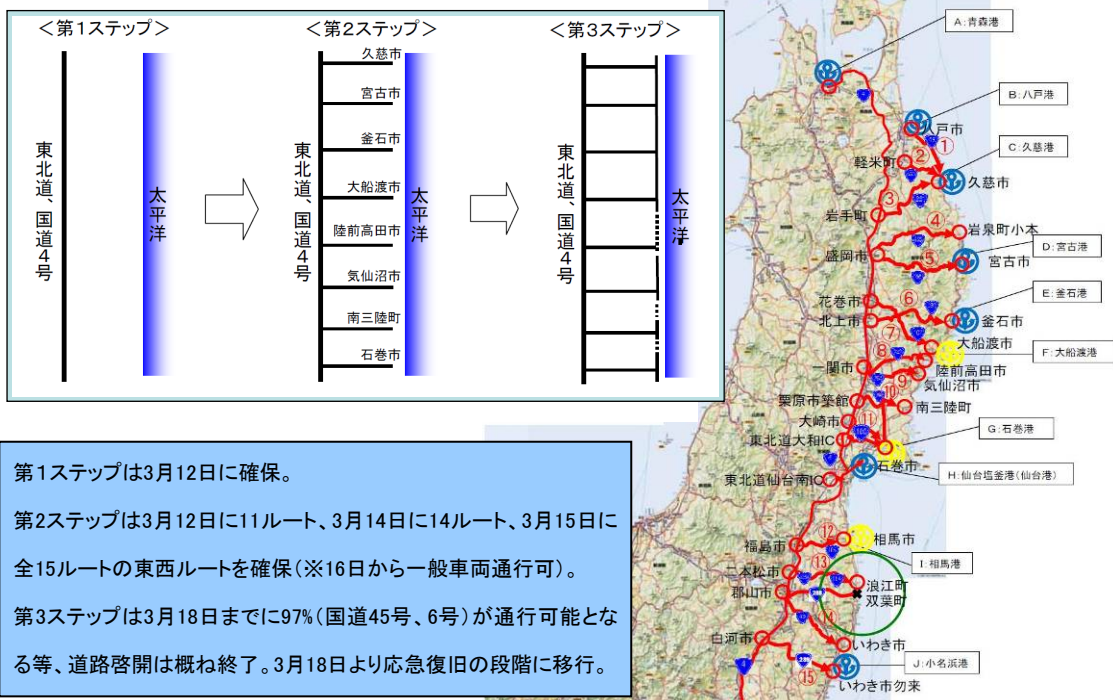 ＜第1ステップ＞
東北道、国道4号
太平洋
＜第2ステップ＞
東北道、国道4号
久慈市
宮古市
釜石市
大船渡市
陸前高田市
気仙沼市
南三陸町
石巻市
太平洋
＜第3ステップ＞
東北道、国道4号
太平洋
第1ステップは3月12日に確保。
第2ステップは3月12日に11ルート、3月14日に14ルート、3月15日に
全15ルートの東西ルートを確保(※16日から一般車両通行可)。
第3ステップは3月18日までに97%(国道45号、6号)が通行可能とな
る等、道路啓開は概ね終了。3月18日より応急復旧の段階に移行。
A:青森港
B:八戸港
八戸市
①
C:久慈港
軽米町
②
久慈市
③
岩手町
④
岩泉町小本
D:宮古港
盛岡市
⑤
宮古市
E:釜石港
花巻市
⑥
北上市
釜石市
⑦
大船渡市
F:大船渡港
⑧
一関市
陸前高田市
⑨
気仙沼市
⑩
栗原市築館
南三陸町
大崎市
⑪
G:石巻港
東北道大和IC
石巻市
東北道仙台南IC
H:仙台塩釜港(仙台港)
⑫
福島市
相馬市
I:相馬港
⑬
二本松市
浪江町
郡山市
双葉町
⑭
白河市
いわき市
J:小名浜港
4
289
⑮
いわき市勿来